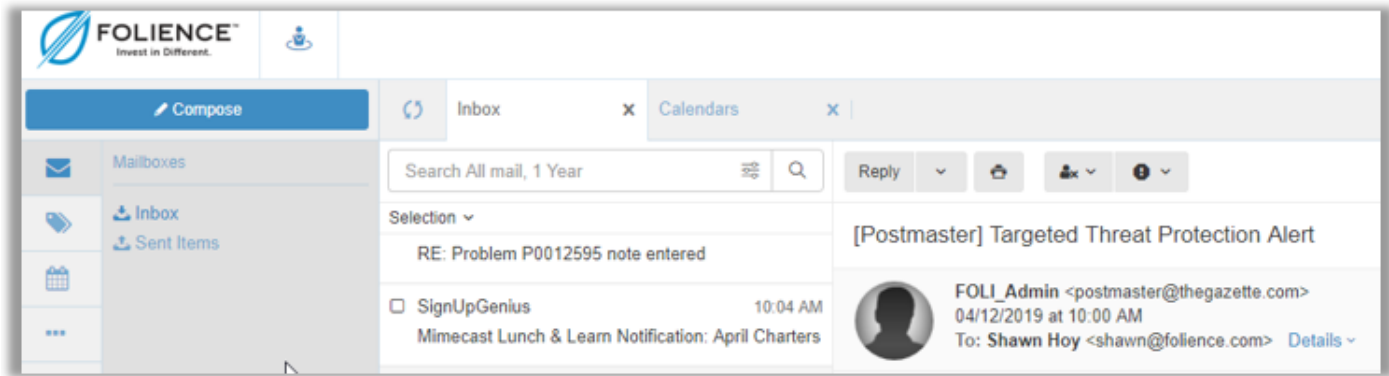 FOLIENCE™
Invest in Different.
Compose
Inbox
Calendars
Mailboxes
Inbox
Sent Items
Search All mail, 1 Year
Selection
RE: Problem P0012595 note entered
SignUpGenius 10:04 AM
Mimecast Lunch & Learn Notification: April Charters
Reply
[Postmaster] Targeted Threat Protection Alert
FOLI_Admin <postmaster@thegazette.com>
04/12/2019 at 10:00 AM
To: Shawn Hoy <shawn@folience.com> Details